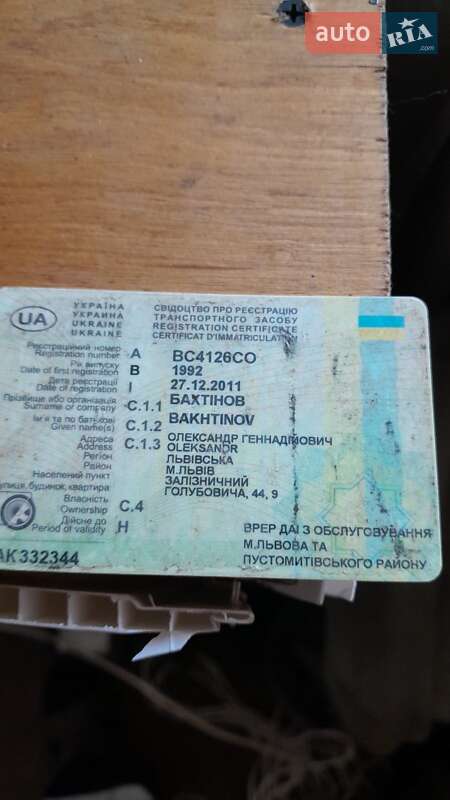 auto RIA.com
УКРАЇНА
УКРАИНА
UKRAINE
UKRAINE
UA
СВІДОЦТВО ПРО РЕЄСТРАЦІЮ
ТРАНСПОРТНОГО ЗАСОБУ
REGISTRATION CERTIFICATE
CERTIFICAT D'IMMATRICULATION
Реєстраційний номер
Registration number A BC4126CO
Рік випуску
Date of first registration B 1992
Дата реєстрації
Date of registration I 27.12.2011
Прізвище або організація БАХТІНОВ
Surname or company C.1.1 BAKHTINOV
Ім'я та по батькові ОЛЕКСАНДР ГЕННАДІЙОВИЧ
Given name(s) C.1.2 OLEKSANDR
Адреса
Address C.1.3 ЛЬВІВСЬКА
Регіон М.ЛЬВІВ
Район ЗАЛІЗНИЧНИЙ
Населений пункт ГОЛУБОВИЧА, 44, 9
вулиця, будинок, квартира
Власність
Ownership C.4
Дійсне до
Period of validity H
ВРЕР ДАІ З ОБСЛУГОВУВАННЯ
М.ЛЬВОВА ТА
ПУСТОМИТІВСЬКОГО РАЙОНУ
АК332344